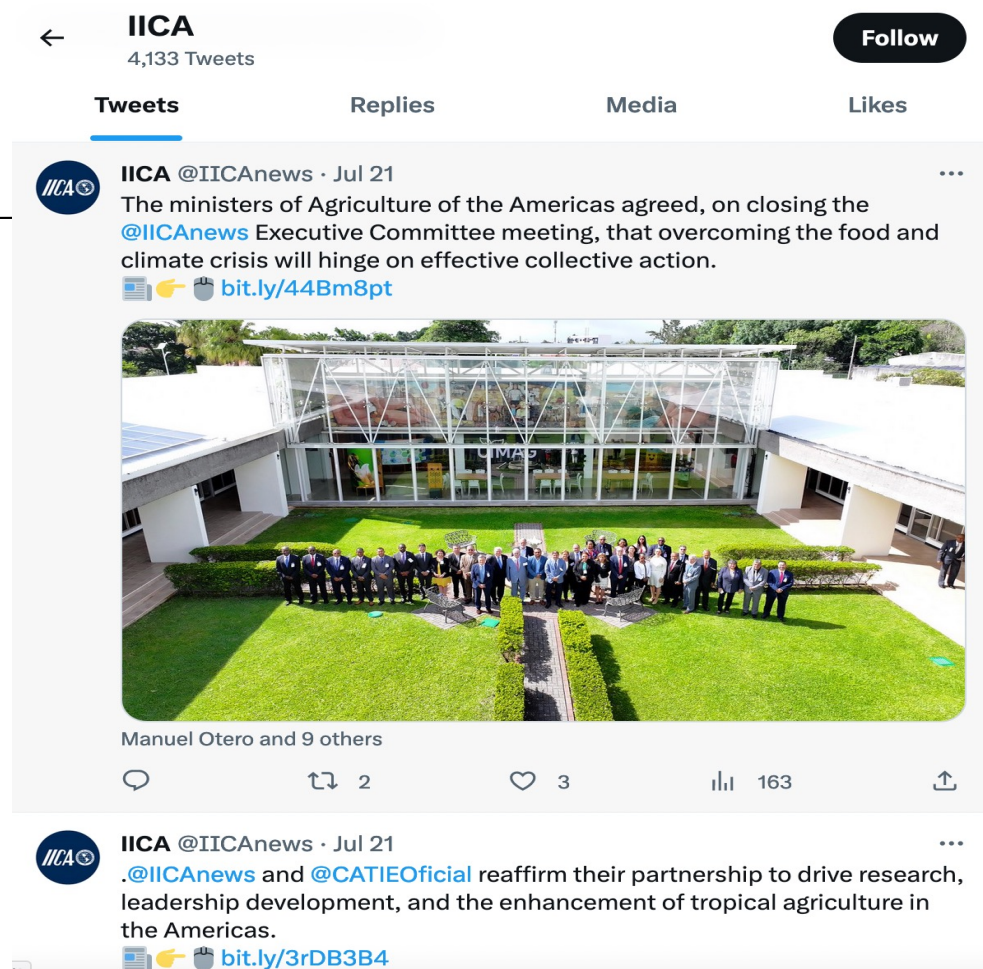 IICA
4,133 Tweets
Follow
Tweets Replies Media Likes
IICA
IICA @IICAnews · Jul 21
The ministers of Agriculture of the Americas agreed, on closing the
@IICAnews Executive Committee meeting, that overcoming the food and
climate crisis will hinge on effective collective action.
bit.ly/44Bm8pt
CIMAG
Manuel Otero and 9 others
2 3 163
IICA
IICA @IICAnews · Jul 21
.@IICAnews and @CATIEOficial reaffirm their partnership to drive research,
leadership development, and the enhancement of tropical agriculture in
the Americas.
bit.ly/3rDB3B4